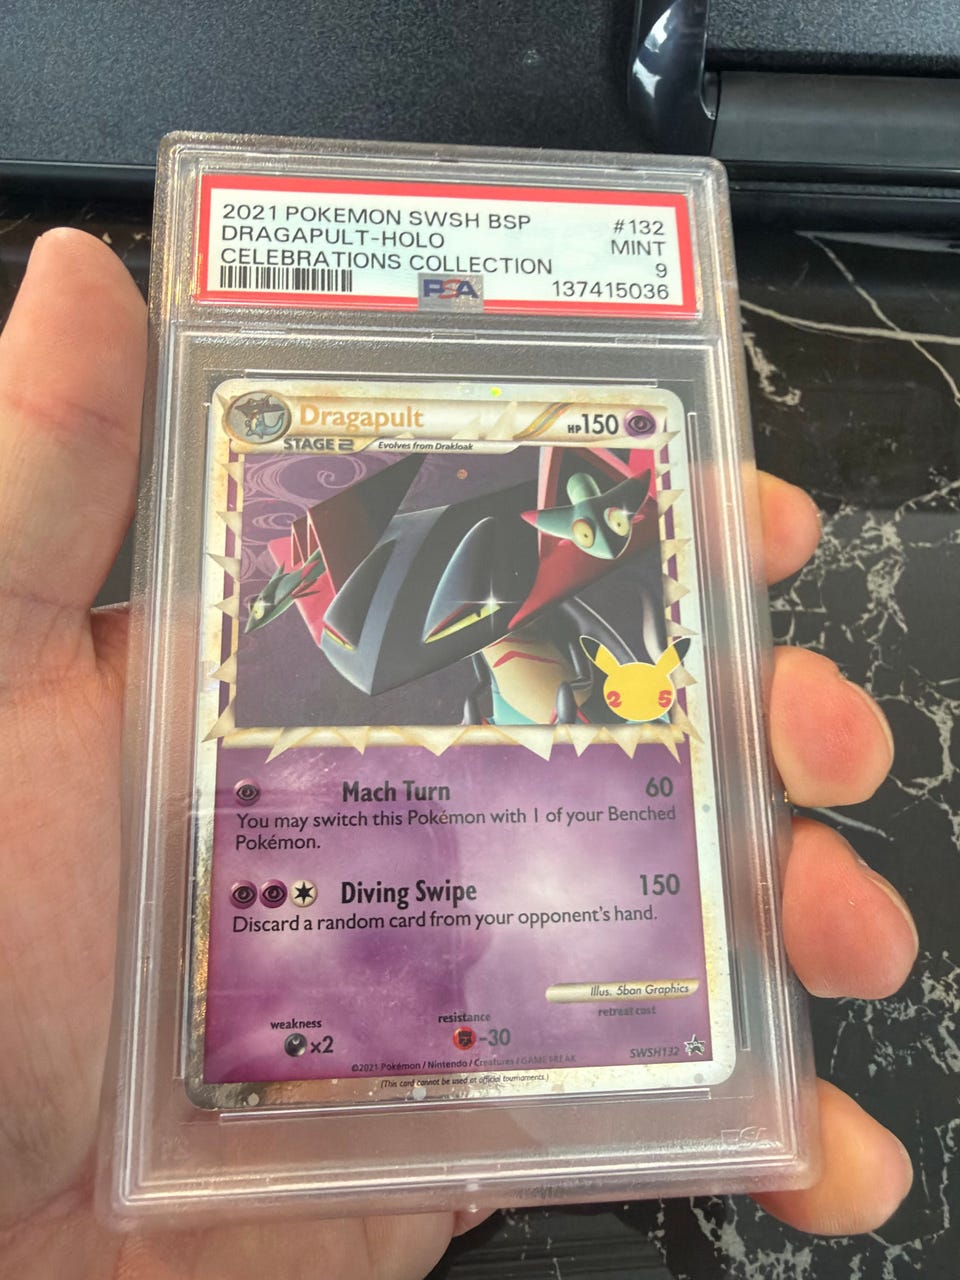 2021 POKEMON SWSH BSP #132
DRAGAPULT-HOLO MINT
CELEBRATIONS COLLECTION 9
PSA 137415036
Dragapult HP150
STAGE 2 Evolves from Drakloak
25
Mach Turn 60
You may switch this Pokémon with 1 of your Benched
Pokémon.
Diving Swipe 150
Discard a random card from your opponent's hand.
Illus. 5ban Graphics
weakness resistance retreat cost
x2 -30
SWSH132
©2021 Pokémon / Nintendo / Creatures / GAME FREAK
(This card cannot be used at official tournaments.)
PSA